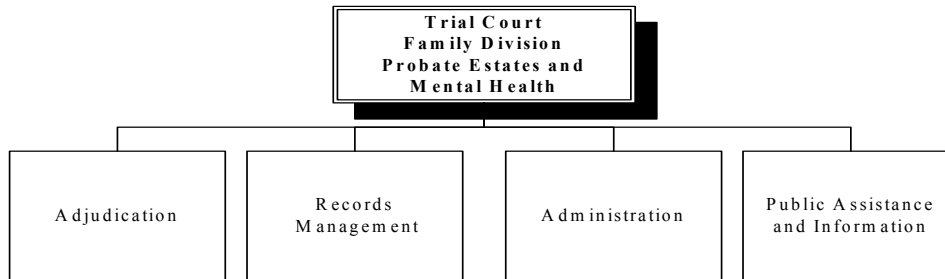 Trial Court
Family Division
Probate Estates and
Mental Health
Adjudication
Records
Management
Administration
Public Assistance
and Information